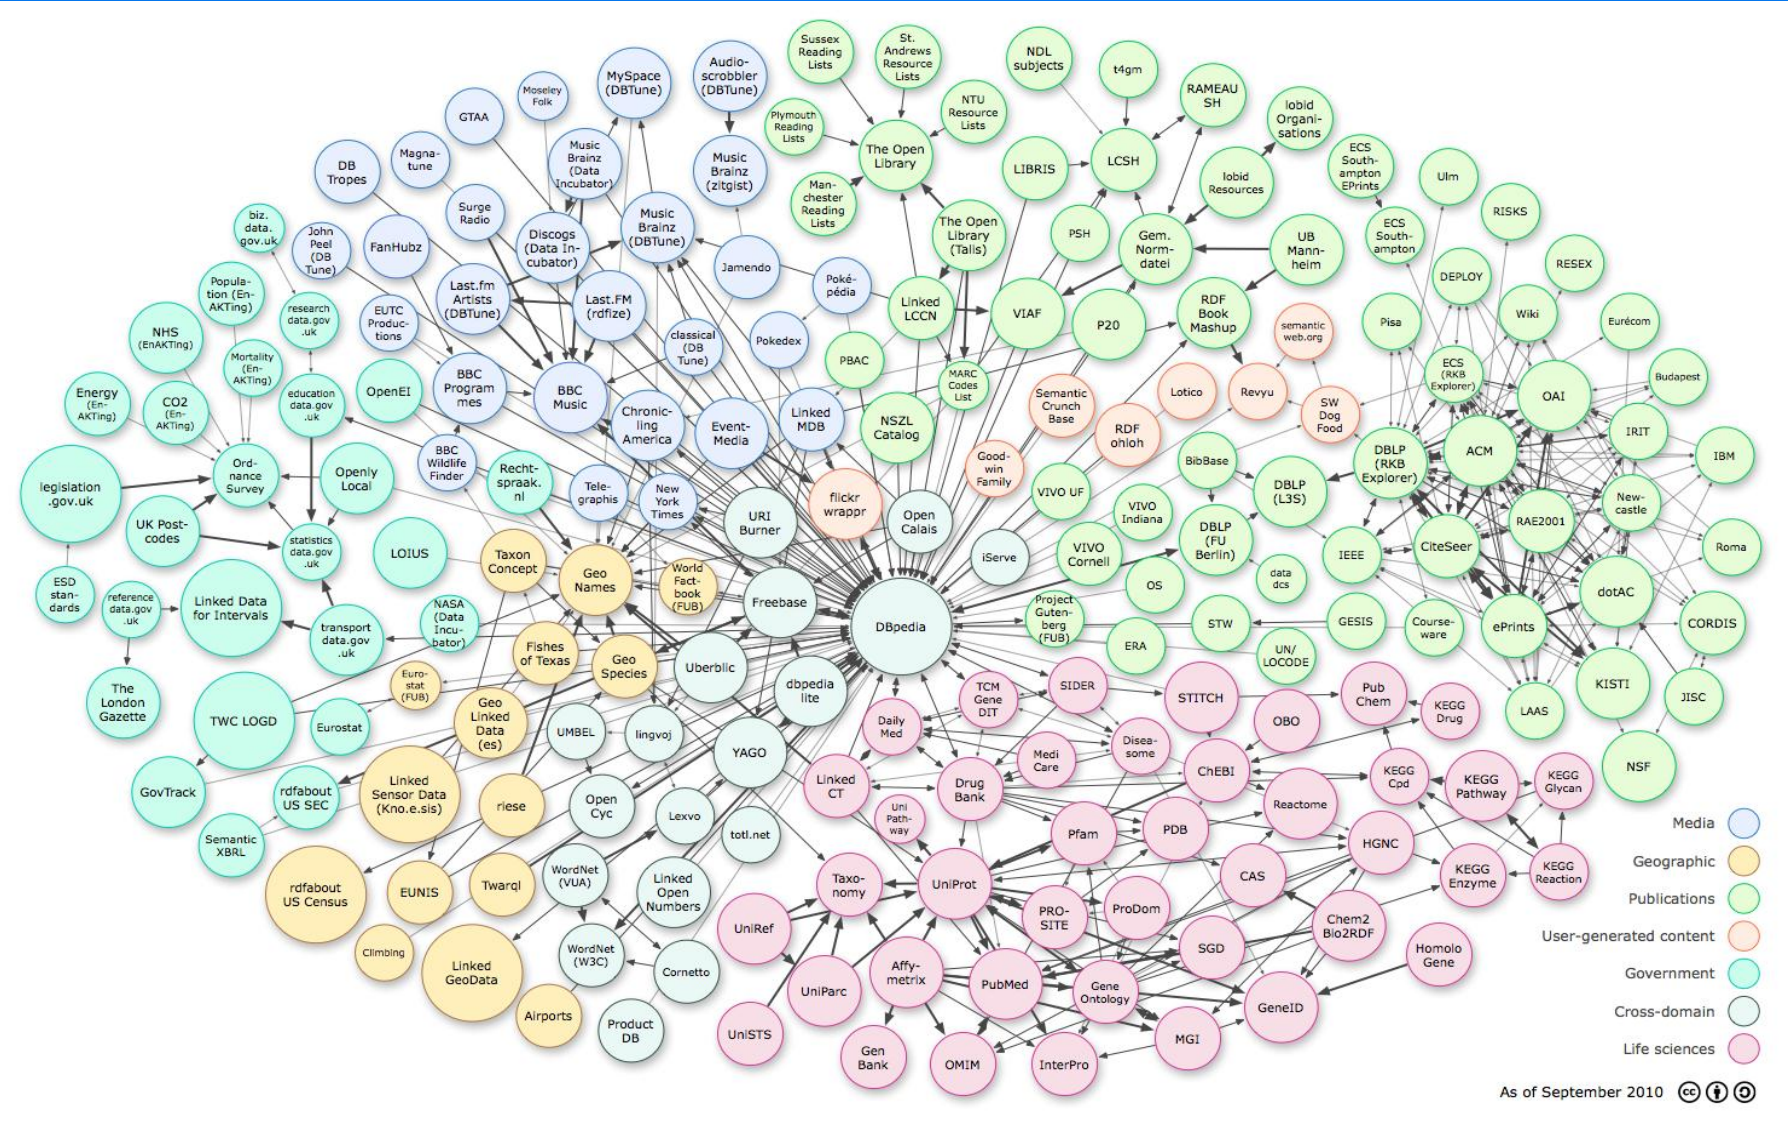 Sussex
Reading
Lists
St.
Andrews
Resource
Lists
NDL
subjects
t4gm
RAMEAU
SH
lobid
Organi-
sations
Plymouth
Reading
Lists
NTU
Resource
Lists
The Open
Library
Man-
chester
Reading
Lists
LIBRIS
LCSH
lobid
Resources
ECS
South-
ampton
EPrints
Ulm
RISKS
ECS
South-
ampton
RESEX
The Open
Library
(Talis)
PSH
Gem.
Norm-
datei
UB
Mann-
heim
DEPLOY
Wiki
Eurécom
Pisa
Linked
LCCN
VIAF
P20
RDF
Book
Mashup
semantic
web.org
PBAC
MARC
Codes
List
NSZL
Catalog
Semantic
Crunch
Base
Lotico
Revyu
SW
Dog
Food
RDF
ohloh
Good-
win
Family
flickr
wrappr
ECS
(RKB
Explorer)
OAI
Budapest
IRIT
IBM
ACM
DBLP
(RKB
Explorer)
New-
castle
RAE2001
Roma
CiteSeer
IEEE
dotAC
CORDIS
ePrints
Course-
ware
KISTI
JISC
LAAS
NSF
BibBase
DBLP
(L3S)
DBLP
(FU
Berlin)
data
dcs
VIVO UF
VIVO
Indiana
VIVO
Cornell
OS
Project
Guten-
berg
(FUB)
STW
GESIS
ERA
UN/
LOCODE
Audio-
scrobbler
(DBTune)
MySpace
(DBTune)
Moseley
Folk
GTAA
Music
Brainz
(Data
Incubator)
Music
Brainz
(zitgist)
Magna-
tune
DB
Tropes
Surge
Radio
Discogs
(Data In-
cubator)
Music
Brainz
(DBTune)
Jamendo
Poké-
pédia
John
Peel
(DB
Tune)
FanHubz
Last.fm
Artists
(DBTune)
Last.FM
(rdfize)
classical
(DB
Tune)
Pokedex
EUTC
Produc-
tions
BBC
Program
mes
BBC
Music
Chronic-
ling
America
Event-
Media
Linked
MDB
BBC
Wildlife
Finder
Tele-
graphis
New
York
Times
biz.
data.
gov.uk
Popula-
tion (En-
AKTing)
research
data.gov
.uk
NHS
(EnAKTing)
Mortality
(En-
AKTing)
Energy
(En-
AKTing)
CO2
(En-
AKTing)
education
data.gov
.uk
OpenEI
Ord-
nance
Survey
Openly
Local
legislation
.gov.uk
UK Post-
codes
statistics
data.gov
.uk
LOIUS
Recht-
spraak.
nl
ESD
stan-
dards
reference
data.gov
.uk
Linked Data
for Intervals
transport
data.gov
.uk
NASA
(Data
Incu-
bator)
The
London
Gazette
TWC LOGD
Eurostat
GovTrack
rdfabout
US SEC
Semantic
XBRL
Taxon
Concept
Geo
Names
World
Fact-
book
(FUB)
Fishes
of Texas
Geo
Species
Euro-
stat
(FUB)
Geo
Linked
Data
(es)
Linked
Sensor Data
(Kno.e.sis)
riese
rdfabout
US Census
EUNIS
Twarql
Climbing
Linked
GeoData
Airports
URI
Burner
Open
Calais
iServe
Freebase
DBpedia
Uberblic
dbpedia
lite
UMBEL
lingvoj
YAGO
Open
Cyc
Lexvo
totl.net
WordNet
(VUA)
Linked
Open
Numbers
WordNet
(W3C)
Cornetto
Product
DB
TCM
Gene
DIT
SIDER
STITCH
Pub
Chem
KEGG
Drug
Daily
Med
Disea-
some
OBO
Medi
Care
ChEBI
KEGG
Cpd
KEGG
Pathway
KEGG
Glycan
Linked
CT
Drug
Bank
Reactome
Uni
Path-
way
Pfam
PDB
HGNC
Taxo-
nomy
UniProt
CAS
KEGG
Enzyme
KEGG
Reaction
UniRef
PRO-
SITE
ProDom
Chem2
Bio2RDF
SGD
Homolo
Gene
Affy-
metrix
UniParc
PubMed
Gene
Ontology
GeneID
UniSTS
Gen
Bank
OMIM
InterPro
MGI
Media
Geographic
Publications
User-generated content
Government
Cross-domain
Life sciences
As of September 2010
cc